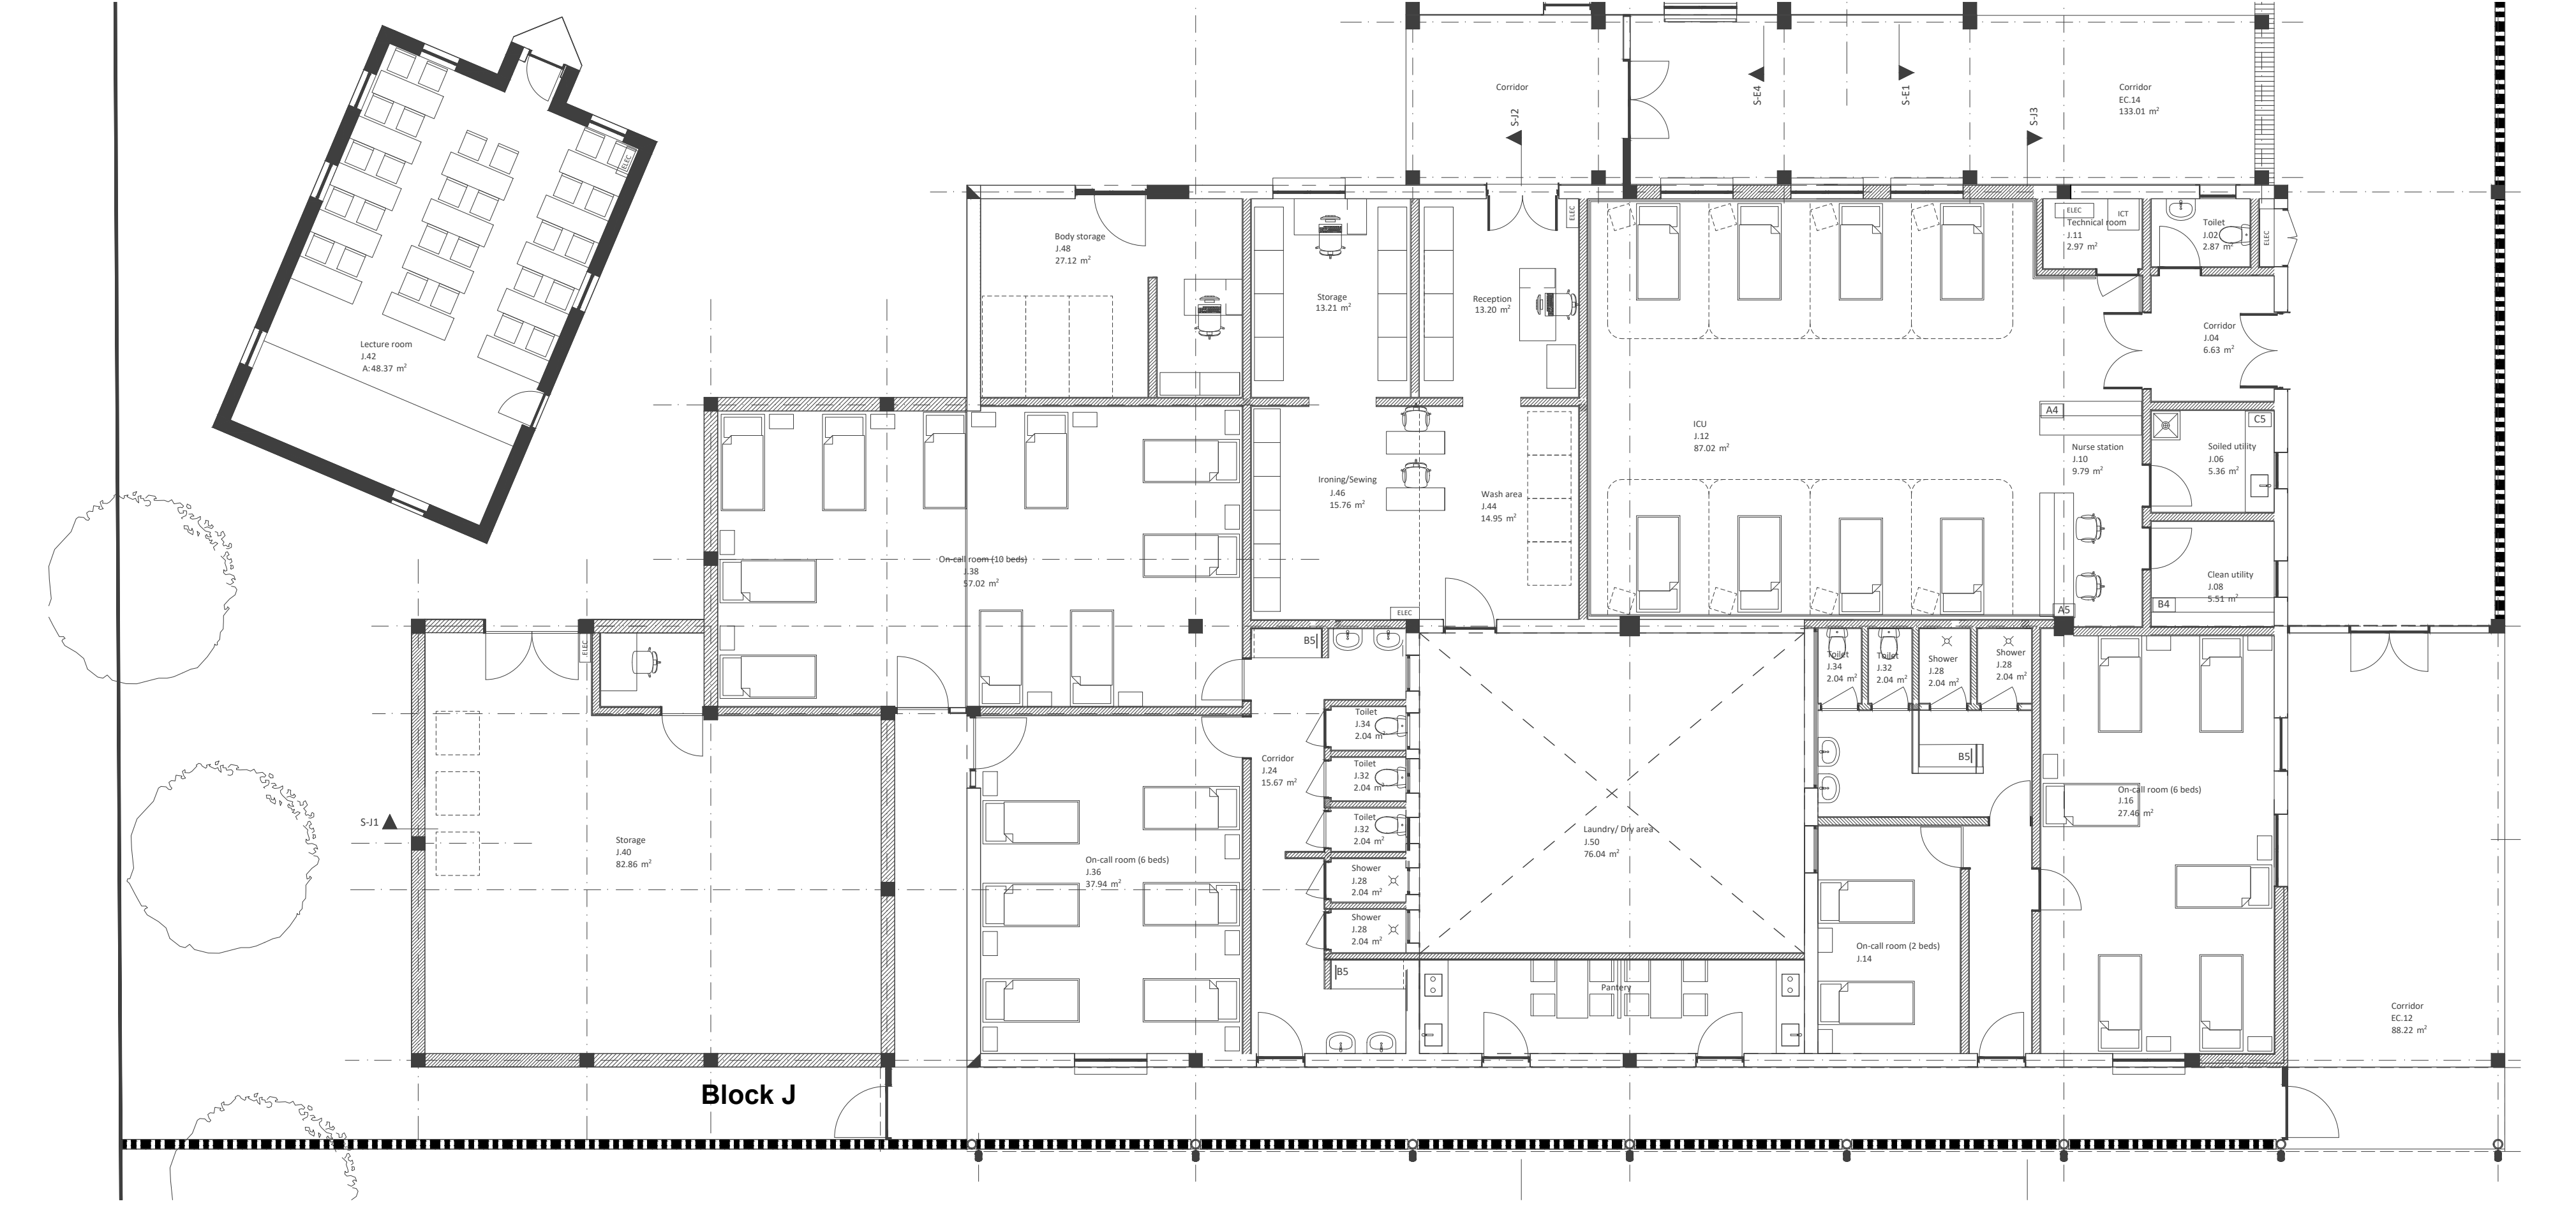 Corridor
S-J2
S-E4
S-E1
S-J3
Corridor
EC.14
133.01 m²
ELEC
Lecture room
J.42
A:48.37 m²
Body storage
J.48
27.12 m²
Storage
13.21 m²
Reception
13.20 m²
ELEC
ELEC
ICT
Technical room
J.11
2.97 m²
Toilet
J.02
2.87 m²
ELEC
Corridor
J.04
6.63 m²
ICU
J.12
87.02 m²
A4
Nurse station
J.10
9.79 m²
A5
C5
Soiled utility
J.06
5.36 m²
Clean utility
J.08
5.51 m²
B4
On-call room (10 beds)
J.38
57.02 m²
Ironing/Sewing
J.46
15.76 m²
Wash area
J.44
14.95 m²
ELEC
ELEC
B5
Toilet
J.34
2.04 m²
Toilet
J.32
2.04 m²
Toilet
J.32
2.04 m²
Shower
J.28
2.04 m²
Shower
J.28
2.04 m²
B5
Corridor
J.24
15.67 m²
Toilet
J.34
2.04 m²
Toilet
J.32
2.04 m²
Shower
J.28
2.04 m²
Shower
J.28
2.04 m²
B5
S-J1
Storage
J.40
82.86 m²
On-call room (6 beds)
J.36
37.94 m²
Laundry/ Dry area
J.50
76.04 m²
On-call room (6 beds)
J.16
27.46 m²
On-call room (2 beds)
J.14
Pantery
Corridor
EC.12
88.22 m²
Block J